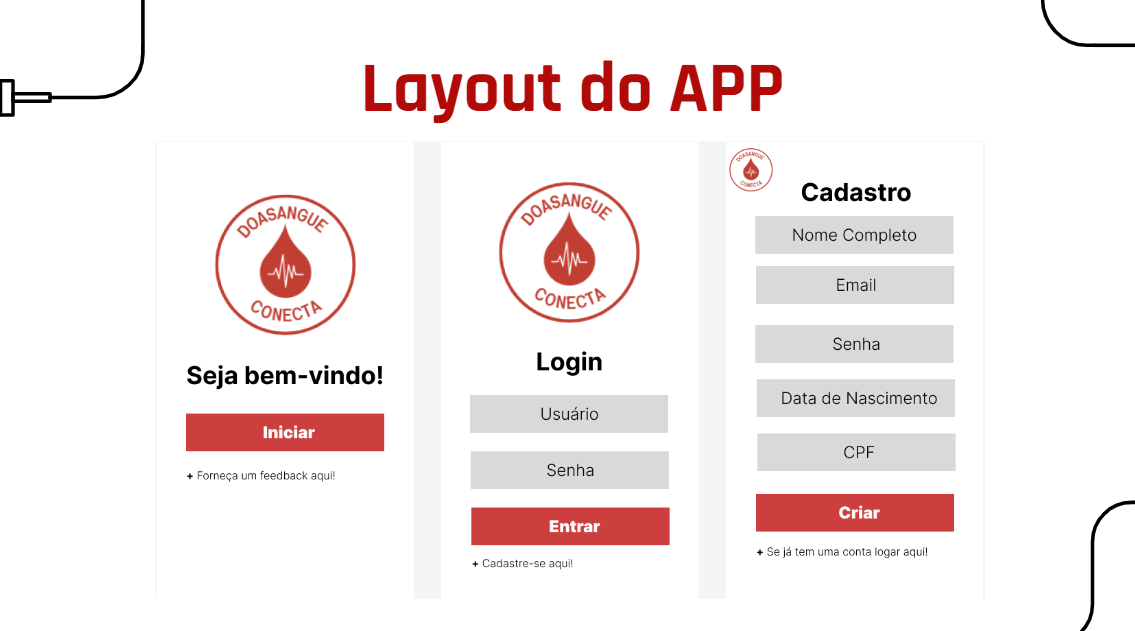 Layout do APP
DOASANGUE
CONECTA
Seja bem-vindo!
Iniciar
+ Forneça um feedback aqui!
DOASANGUE
CONECTA
Login
Usuário
Senha
Entrar
+ Cadastre-se aqui!
DOASANGUE
CONECTA
Cadastro
Nome Completo
Email
Senha
Data de Nascimento
CPF
Criar
+ Se já tem uma conta logar aqui!